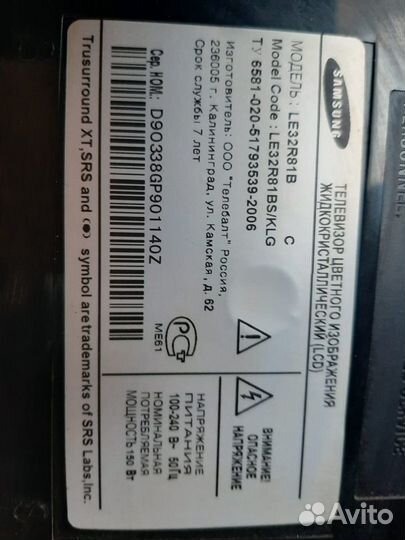 SAMSUNG
ТЕЛЕВИЗОР ЦВЕТНОГО ИЗОБРАЖЕНИЯ
ЖИДКОКРИСТАЛЛИЧЕСКИЙ (LCD)
C
МОДЕЛЬ : LE32R81B
Model Code : LE32R81BS/KLG
ТУ 6581-020-51793539-2006
Изготовитель: ООО "Телебалт" Россия,
236005 г. Калининград, ул. Камская, д. 62
Срок службы 7 лет
Сер. НОМ.: D9O338GP901140Z
ME61
PC
ВНИМАНИЕ!
ОПАСНОЕ
НАПРЯЖЕНИЕ
НАПРЯЖЕНИЕ
ПИТАНИЯ
100-240 В~ 50Гц
НОМИНАЛЬНАЯ
ПОТРЕБЛЯЕМАЯ
МОЩНОСТЬ 150 Вт
Trusurround XT,SRS and (●) symbol are trademarks of SRS Labs,Inc.
Avito